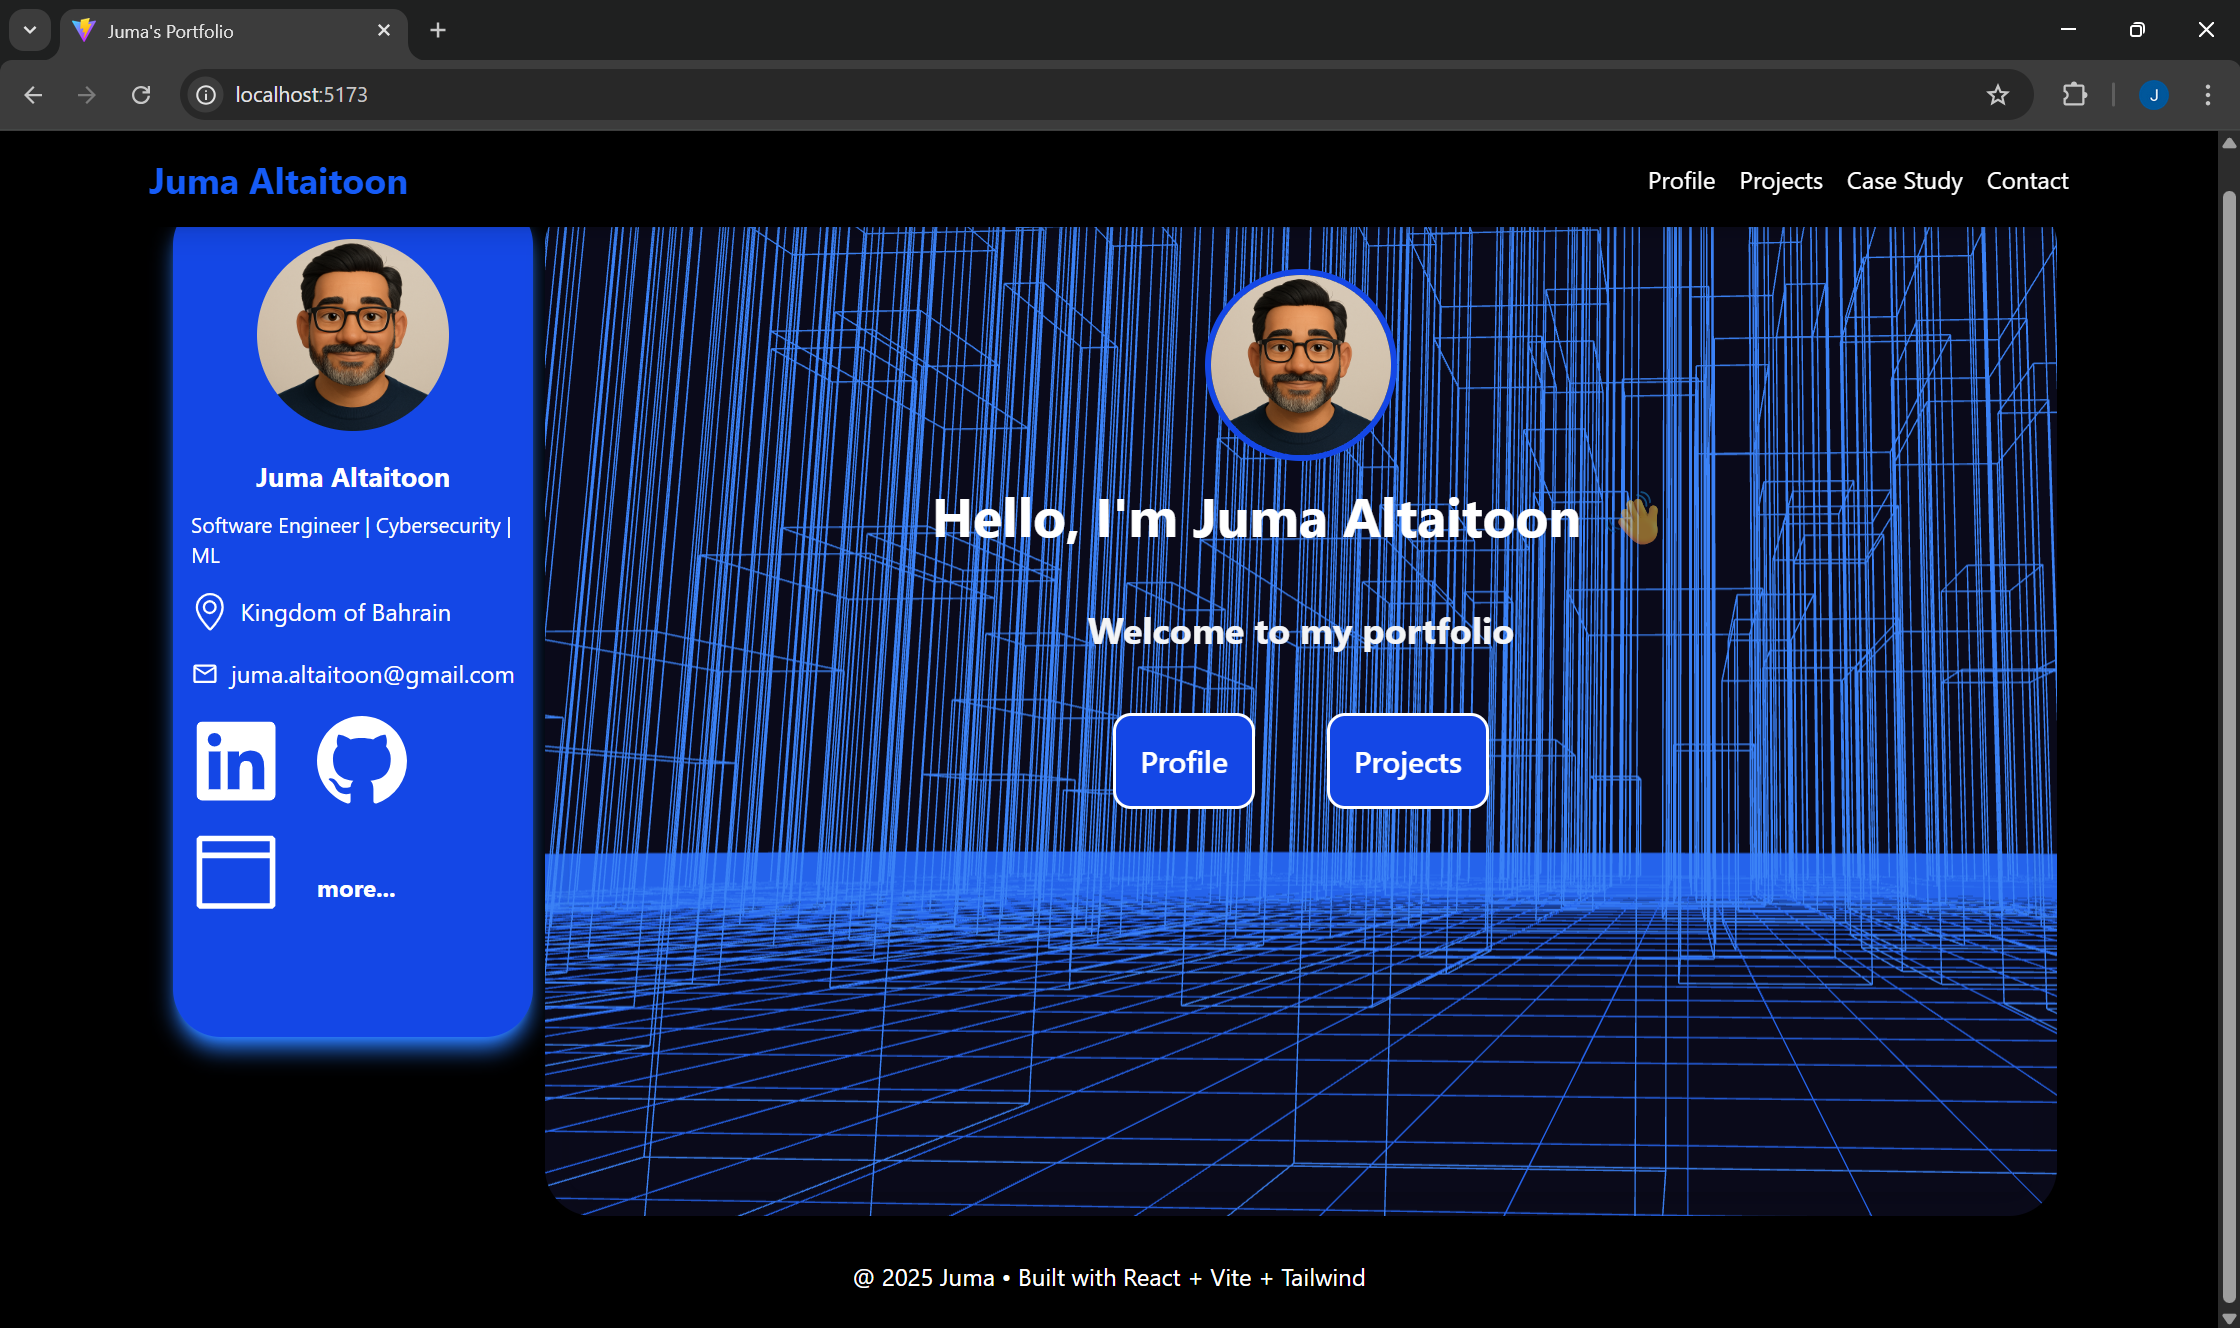 Juma's Portfolio
localhost:5173
J
Juma Altaitoon
Profile Projects Case Study Contact
Juma Altaitoon
Software Engineer | Cybersecurity |
ML
Kingdom of Bahrain
juma.altaitoon@gmail.com
in
more...
Hello, I'm Juma Altaitoon 👋
Welcome to my portfolio
Profile Projects
@ 2025 Juma • Built with React + Vite + Tailwind